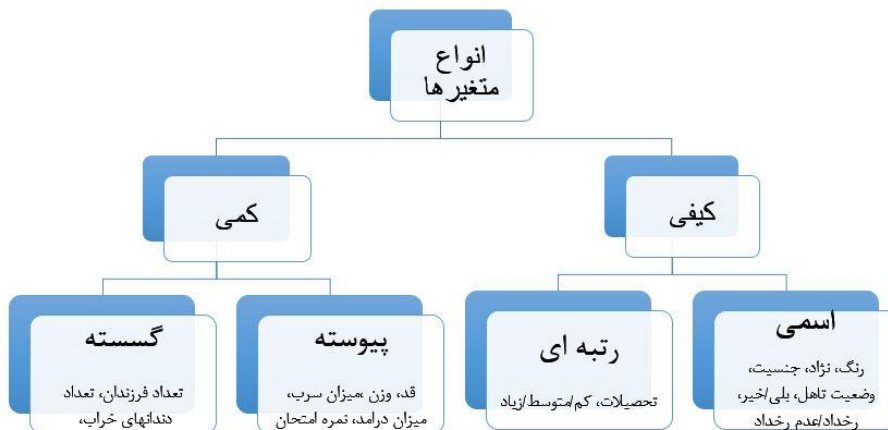 انواع
متغیرها
کیفی
کمی
اسمی
رنگ، نژاد، جنسیت،
وضعیت تاهل، بلی/خیر،
رخداد/عدم رخداد
رتبه ای
تحصیلات، کم/متوسط/زیاد
پیوسته
قد، وزن ،میزان سرب،
میزان درامد، نمره امتحان
گسسته
تعداد فرزندان، تعداد
دندانهای خراب،